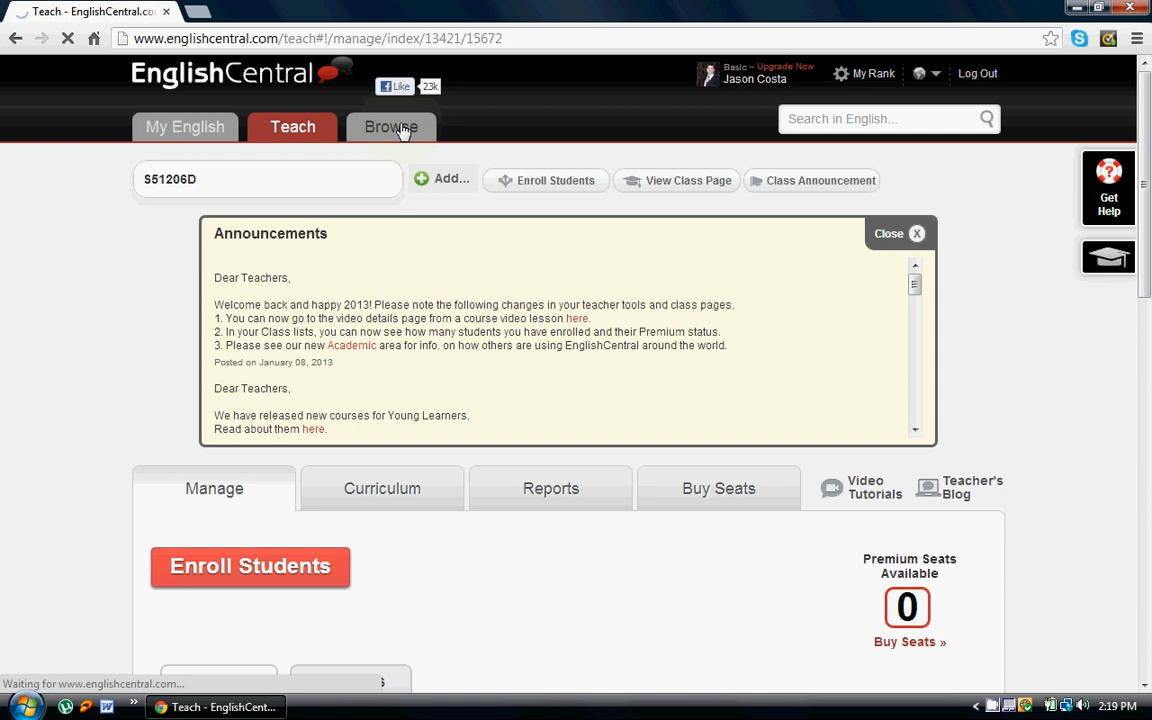 Teach - EnglishCentral.co
www.englishcentral.com/teach#!/manage/index/13421/15672
EnglishCentral
Like 23k
Basic – Upgrade Now
Jason Costa
My Rank
Log Out
My English
Teach
Browse
Search in English...
S51206D
Add...
Enroll Students
View Class Page
Class Announcement
Get Help
Announcements
Close X
Dear Teachers,
Welcome back and happy 2013! Please note the following changes in your teacher tools and class pages.
1. You can now go to the video details page from a course video lesson here.
2. In your Class lists, you can now see how many students you have enrolled and their Premium status.
3. Please see our new Academic area for info. on how others are using EnglishCentral around the world.
Posted on January 08, 2013
Dear Teachers,
We have released new courses for Young Learners.
Read about them here.
Manage
Curriculum
Reports
Buy Seats
Video Tutorials
Teacher's Blog
Enroll Students
Premium Seats
Available
0
Buy Seats »
Waiting for www.englishcentral.com...
Teach - EnglishCent...
2:19 PM